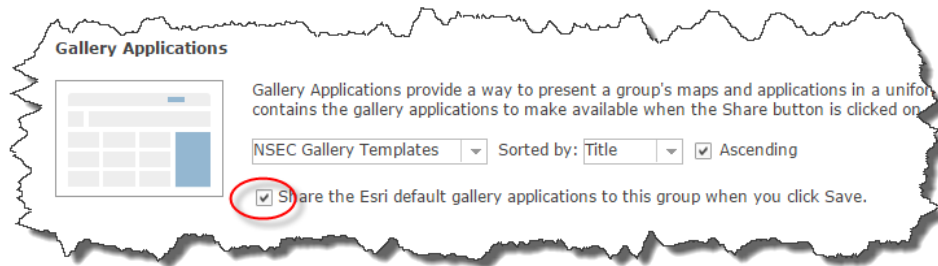 Gallery Applications
Gallery Applications provide a way to present a group's maps and applications in a
contains the gallery applications to make available when the Share button is clicked on
NSEC Gallery Templates Sorted by: Title Ascending
Share the Esri default gallery applications to this group when you click Save.